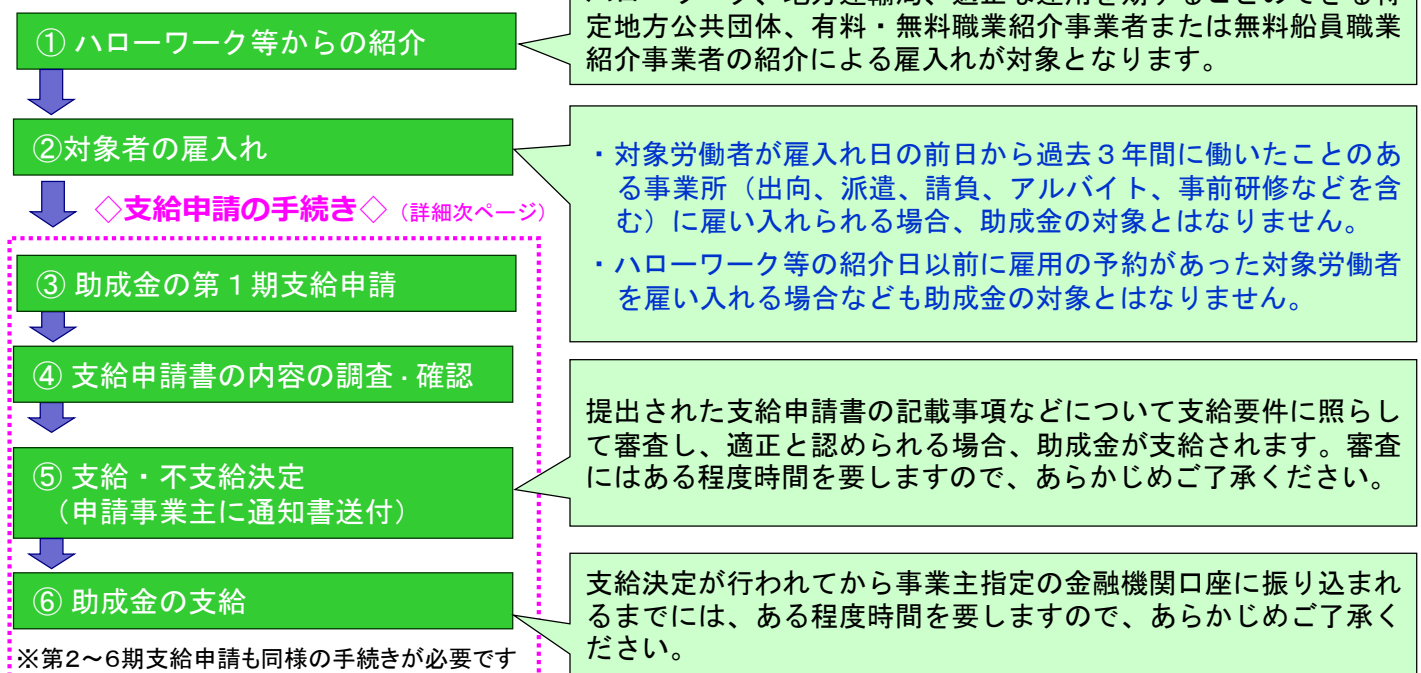 ① ハローワーク等からの紹介
定地方公共団体、有料・無料職業紹介事業者または無料船員職業
紹介事業者の紹介による雇入れが対象となります。
②対象者の雇入れ
・対象労働者が雇入れ日の前日から過去３年間に働いたことのあ
る事業所（出向、派遣、請負、アルバイト、事前研修などを含
む）に雇い入れられる場合、助成金の対象とはなりません。
・ハローワーク等の紹介日以前に雇用の予約があった対象労働者
を雇い入れる場合なども助成金の対象とはなりません。
◇支給申請の手続き◇（詳細次ページ）
③ 助成金の第１期支給申請
④ 支給申請書の内容の調査・確認
⑤ 支給・不支給決定
（申請事業主に通知書送付）
提出された支給申請書の記載事項などについて支給要件に照らし
て審査し、適正と認められる場合、助成金が支給されます。審査
にはある程度時間を要しますので、あらかじめご了承ください。
⑥ 助成金の支給
支給決定が行われてから事業主指定の金融機関口座に振り込まれ
るまでには、ある程度時間を要しますので、あらかじめご了承く
ださい。
※第2～6期支給申請も同様の手続きが必要です